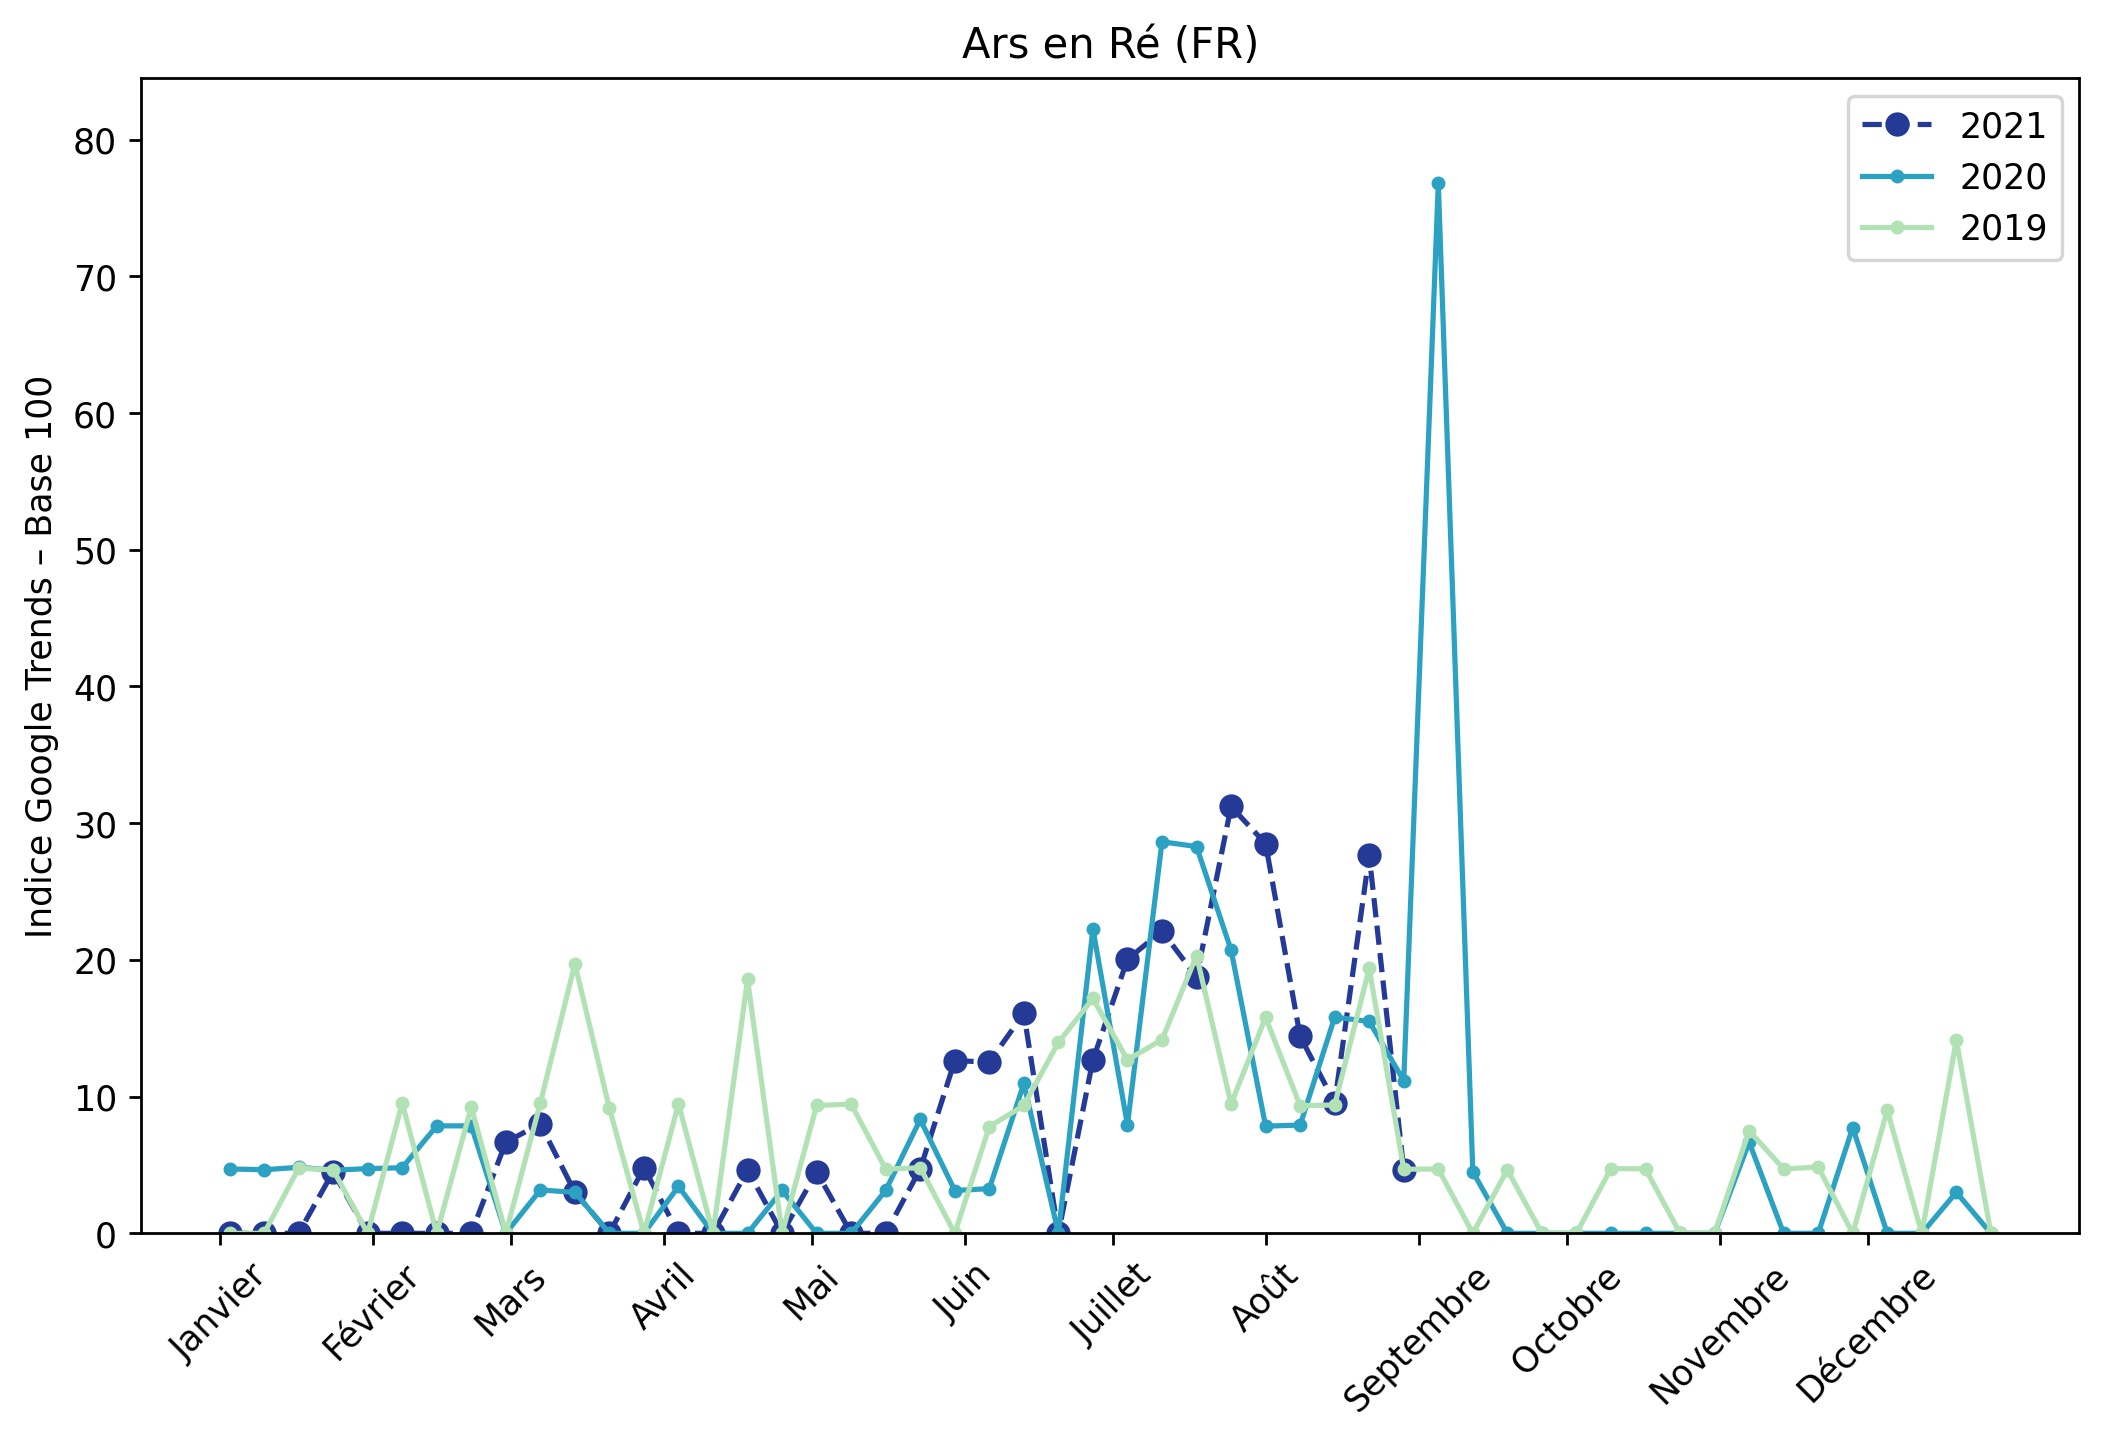 Ars en Ré (FR)
2021
2020
2019
Indice Google Trends – Base 100
80
70
60
50
40
30
20
10
0
Janvier
Février
Mars
Avril
Mai
Juin
Juillet
Août
Septembre
Octobre
Novembre
Décembre